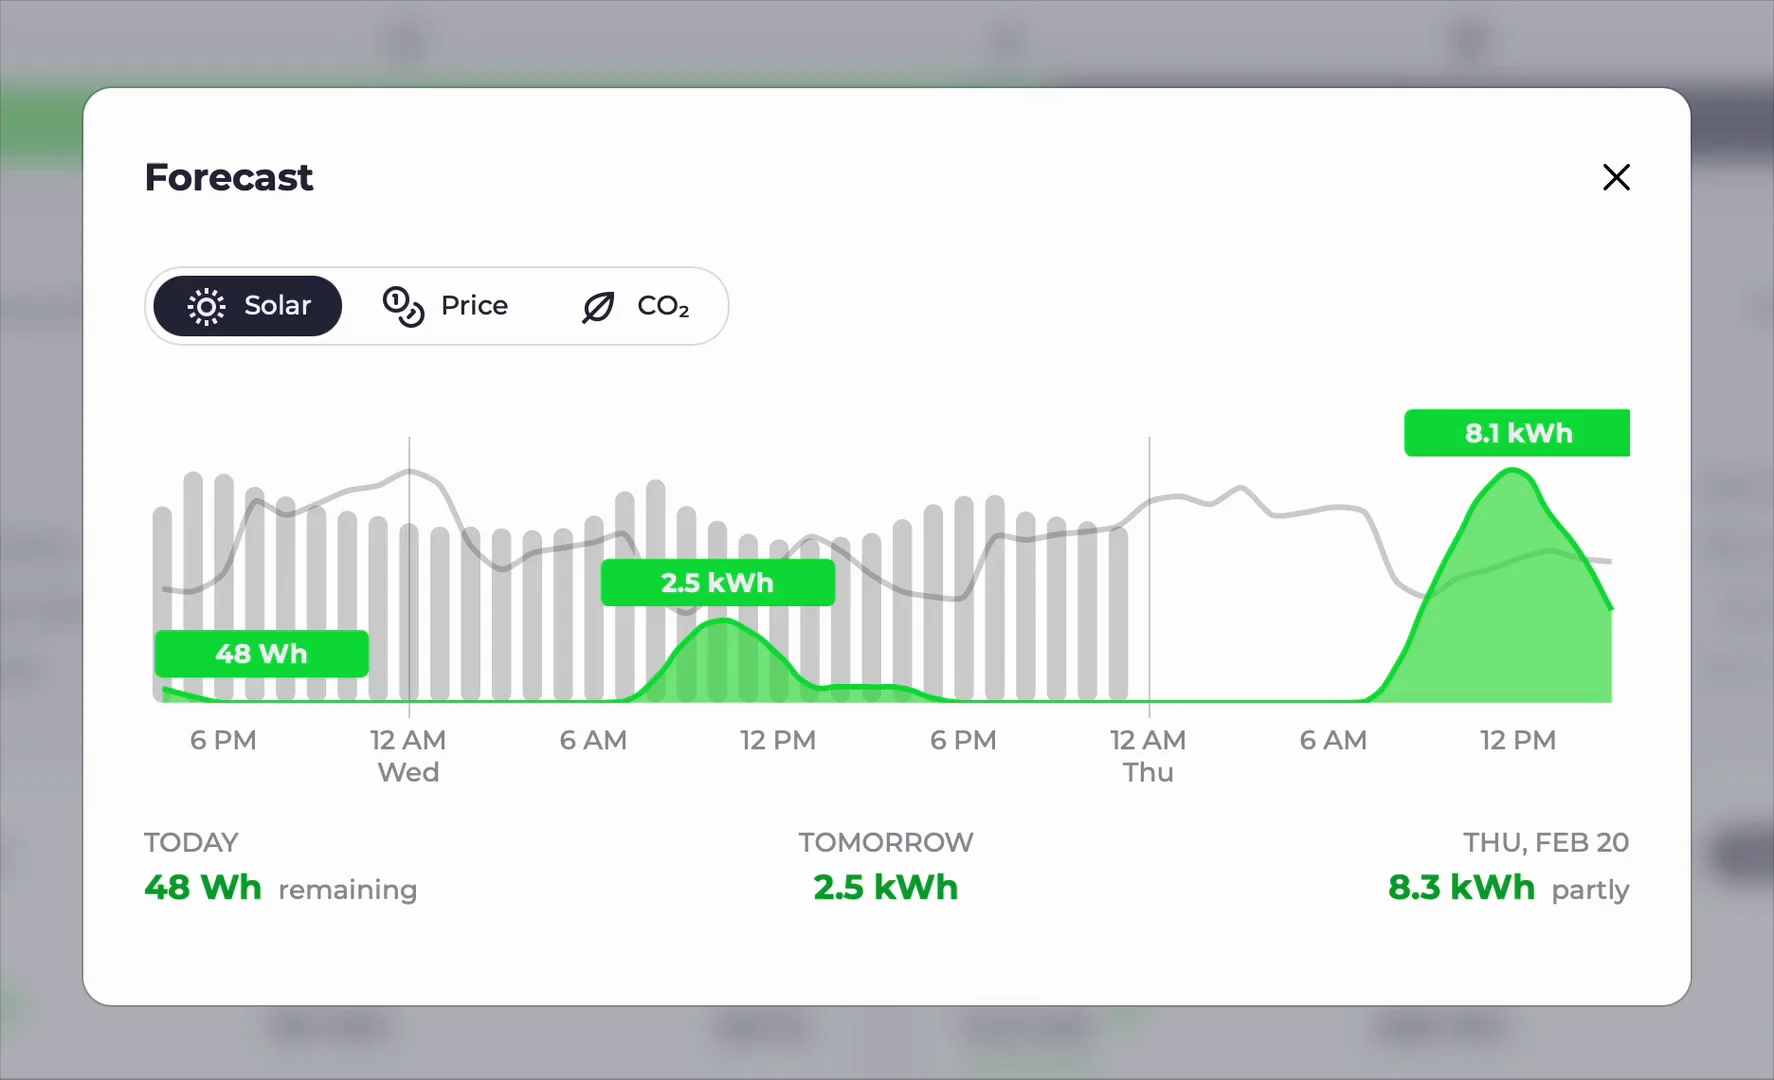 Forecast
Solar Price CO₂
8.1 kWh
2.5 kWh
48 Wh
6 PM 12 AM 6 AM 12 PM 6 PM 12 AM 6 AM 12 PM
Wed Thu
TODAY TOMORROW THU, FEB 20
48 Wh remaining 2.5 kWh 8.3 kWh partly